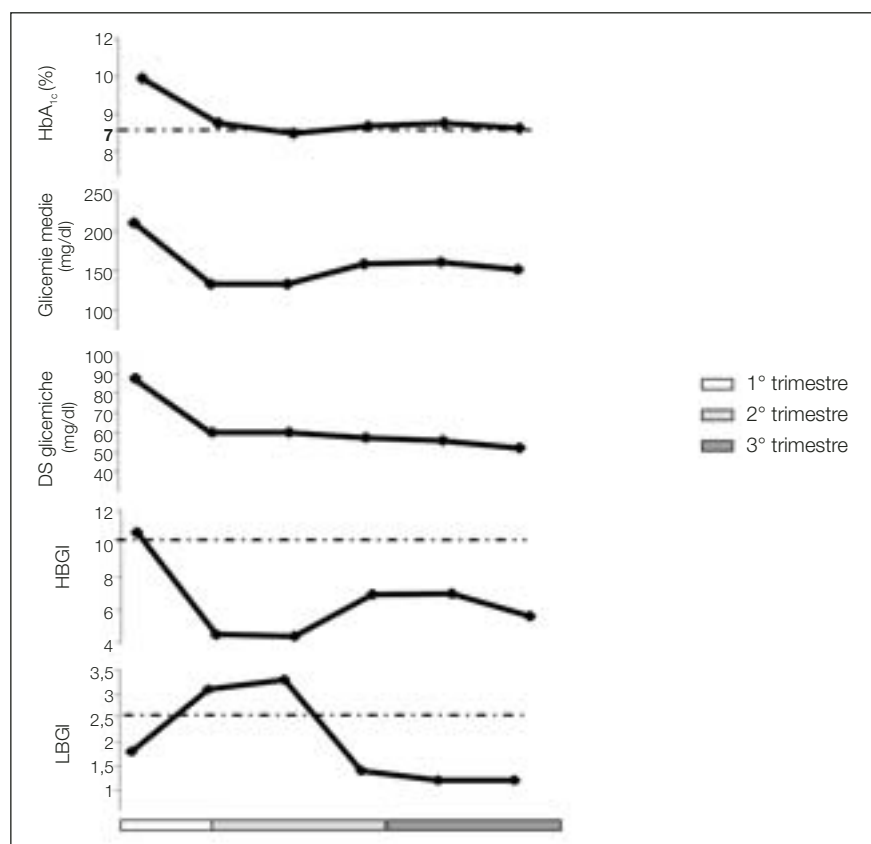 HbA1c (%)
12
10
9
7
8
Glicemie medie
(mg/dl)
250
200
150
100
DS glicemiche
(mg/dl)
100
90
80
70
60
50
40
HBGI
12
10
8
6
4
LBGI
3,5
3
2,5
2
1,5
1
1° trimestre
2° trimestre
3° trimestre